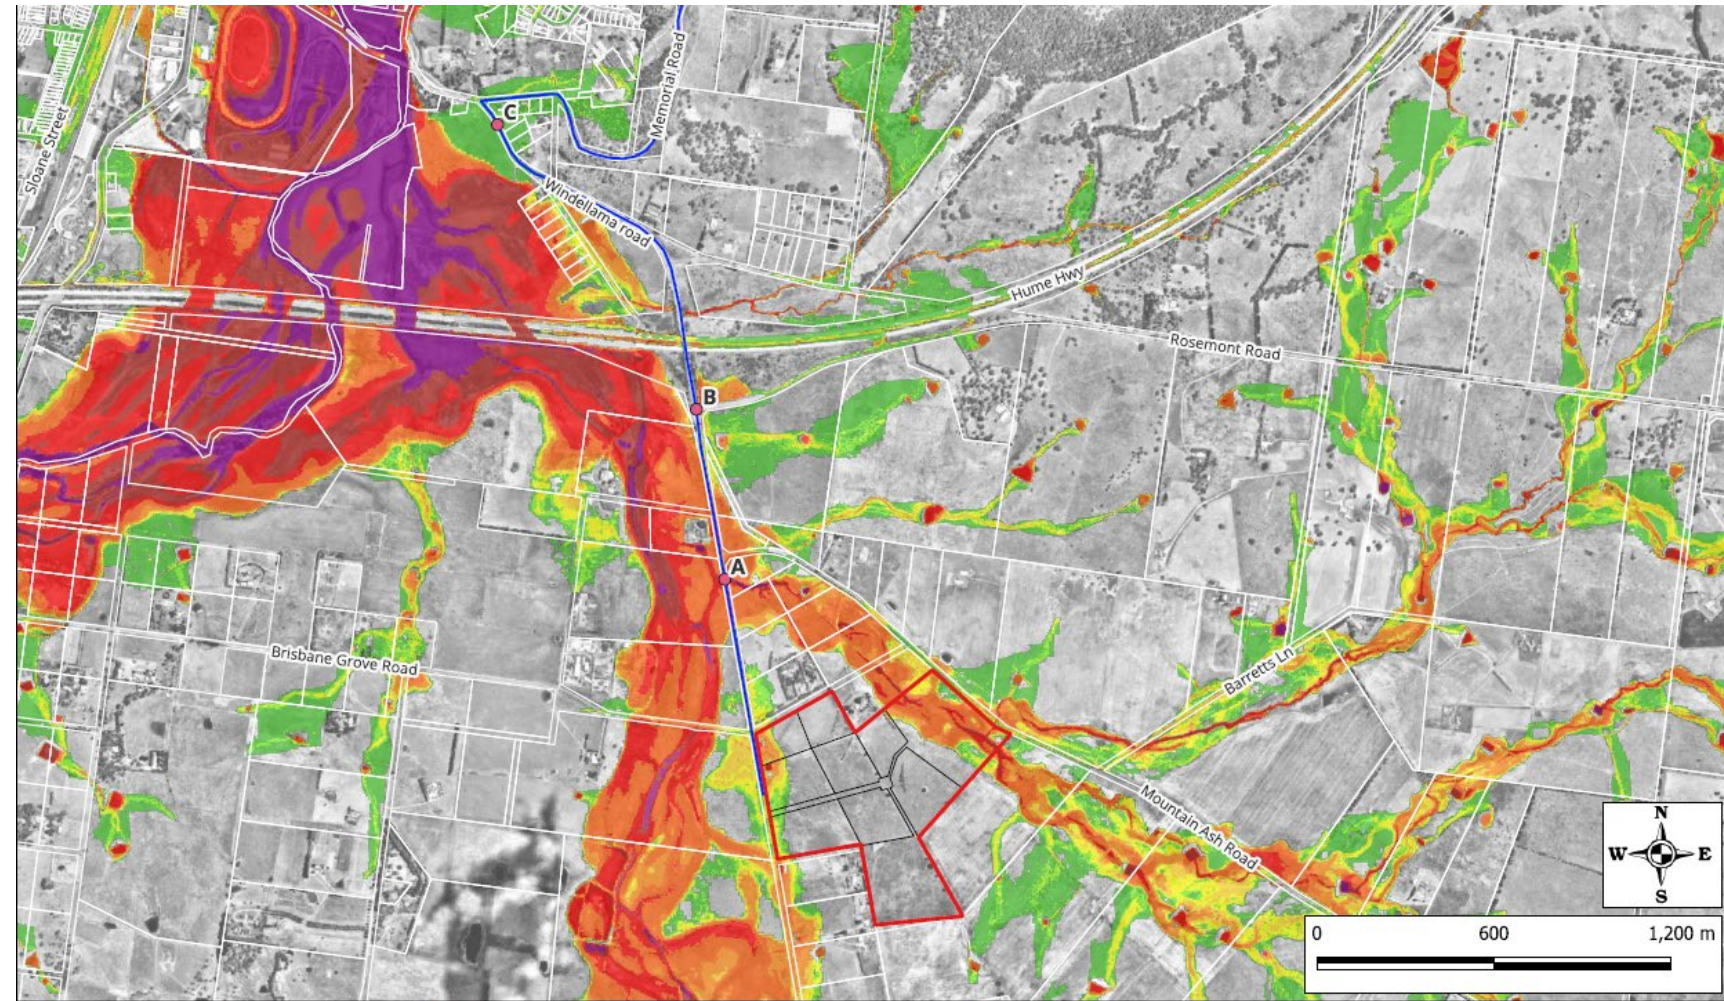 Sloane Street
Memorial Road
C
Windellama road
Hume Hwy
Rosemont Road
B
A
Brisbane Grove Road
Barretts Ln
Mountain Ash Road
N
W E
S
0 600 1,200 m